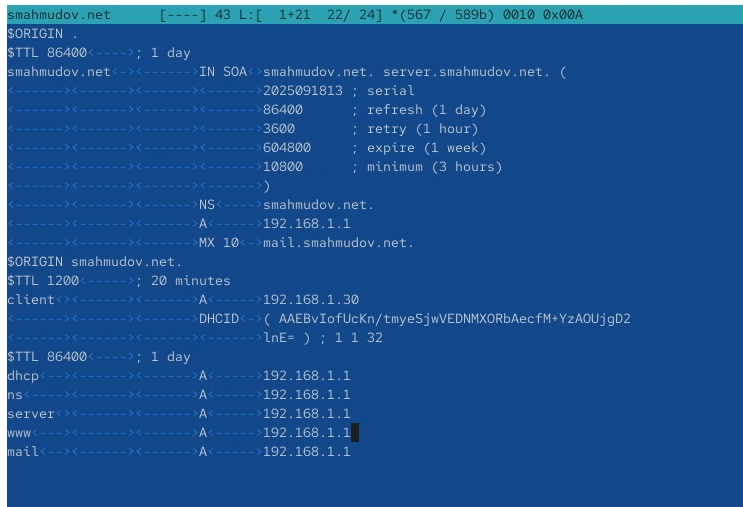 smahmudov.net      [----] 43 L:[  1+21  22/ 24] *(567 / 589b) 0010 0x00A
$ORIGIN .
$TTL 86400<---->; 1 day
smahmudov.net<-><------>IN SOA<>smahmudov.net. server.smahmudov.net. (
<------><------><------><------>2025091813 ; serial
<------><------><------><------>86400      ; refresh (1 day)
<------><------><------><------>3600       ; retry (1 hour)
<------><------><------><------>604800     ; expire (1 week)
<------><------><------><------>10800      ; minimum (3 hours)
<------><------><------><------>)
<------><------><------>NS<---->smahmudov.net.
<------><------><------>A<----->192.168.1.1
<------><------><------>MX 10<->mail.smahmudov.net.
$ORIGIN smahmudov.net.
$TTL 1200<----->; 20 minutes
client<><------><------>A<----->192.168.1.30
<------><------><------>DHCID<->( AAEBvIofUcKn/tmyeSjwVEDNMXORbAecfM+YzAOUjgD2
<------><------><------><------>lnE= ) ; 1 1 32
$TTL 86400<---->; 1 day
dhcp<--><------><------>A<----->192.168.1.1
ns<----><------><------>A<----->192.168.1.1
server<><------><------>A<----->192.168.1.1
www<---><------><------>A<----->192.168.1.1
mail<--><------><------>A<----->192.168.1.1